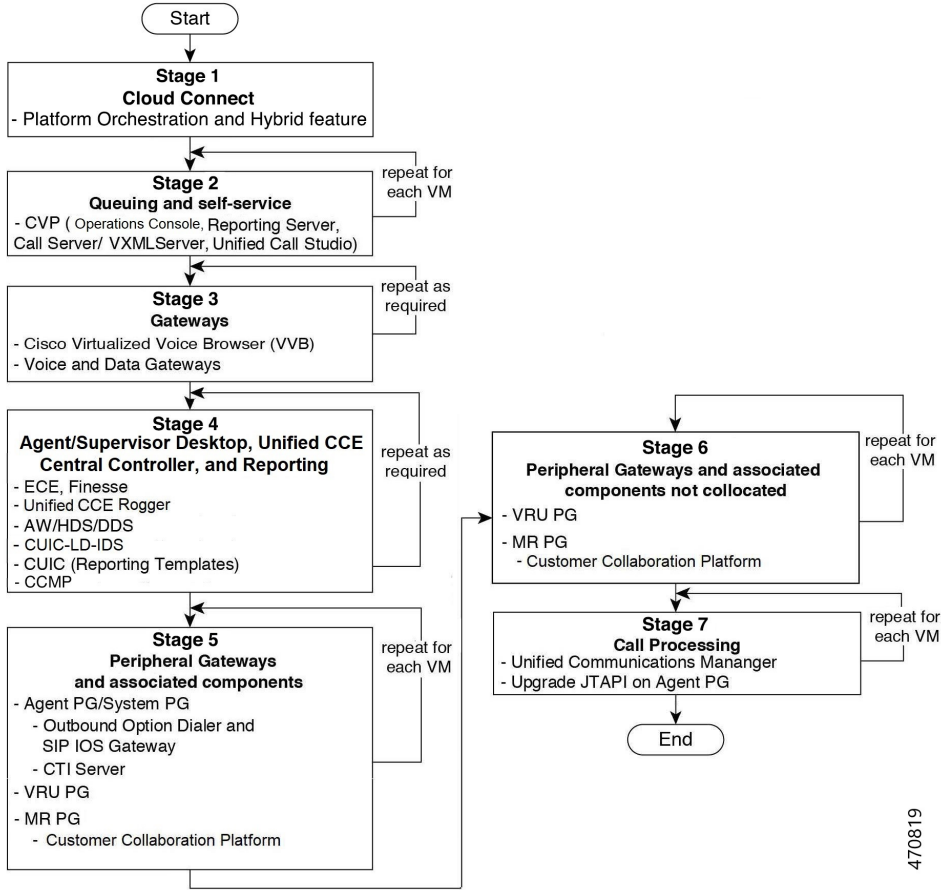 Start
Stage 1
Cloud Connect
- Platform Orchestration and Hybrid feature
repeat for
each VM
Stage 2
Queuing and self-service
- CVP ( Operations Console, Reporting Server,
Call Server/ VXMLServer, Unified Call Studio)
repeat as
required
Stage 3
Gateways
- Cisco Virtualized Voice Browser (VVB)
- Voice and Data Gateways
Stage 4
Agent/Supervisor Desktop, Unified CCE
Central Controller, and Reporting
- ECE, Finesse
- Unified CCE Rogger
- AW/HDS/DDS
- CUIC-LD-IDS
- CUIC (Reporting Templates)
- CCMP
repeat as
required
Stage 5
Peripheral Gateways
and associated components
- Agent PG/System PG
- Outbound Option Dialer and
SIP IOS Gateway
- CTI Server
- VRU PG
- MR PG
- Customer Collaboration Platform
repeat for
each VM
Stage 6
Peripheral Gateways and associated
components not collocated
- VRU PG
- MR PG
- Customer Collaboration Platform
repeat for
each VM
Stage 7
Call Processing
- Unified Communications Mananger
- Upgrade JTAPI on Agent PG
repeat for
each VM
End
470819